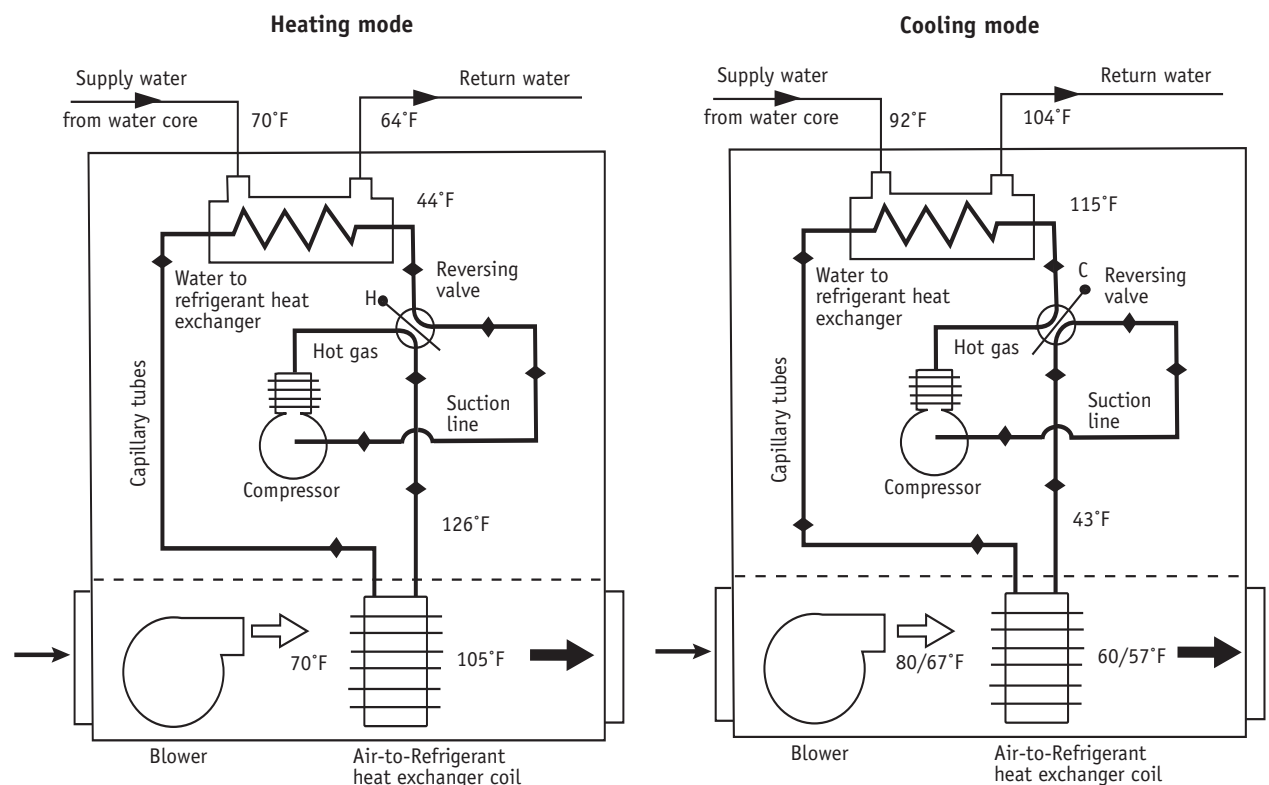 Heating mode
Supply water
from water core
70˚F
64˚F
Return water
44˚F
Water to
refrigerant heat
exchanger
Reversing
valve
H
Hot gas
Capillary tubes
Suction
line
Compressor
126˚F
70˚F
105˚F
Blower
Air-to-Refrigerant
heat exchanger coil
Cooling mode
Supply water
from water core
92˚F
104˚F
Return water
115˚F
Water to
refrigerant heat
exchanger
C
Reversing
valve
Hot gas
Capillary tubes
Suction
line
Compressor
43˚F
80/67˚F
60/57˚F
Blower
Air-to-Refrigerant
heat exchanger coil